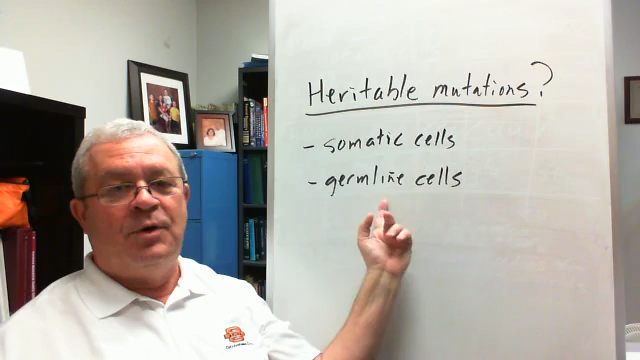 Heritable mutations?
- somatic cells
- germline cells